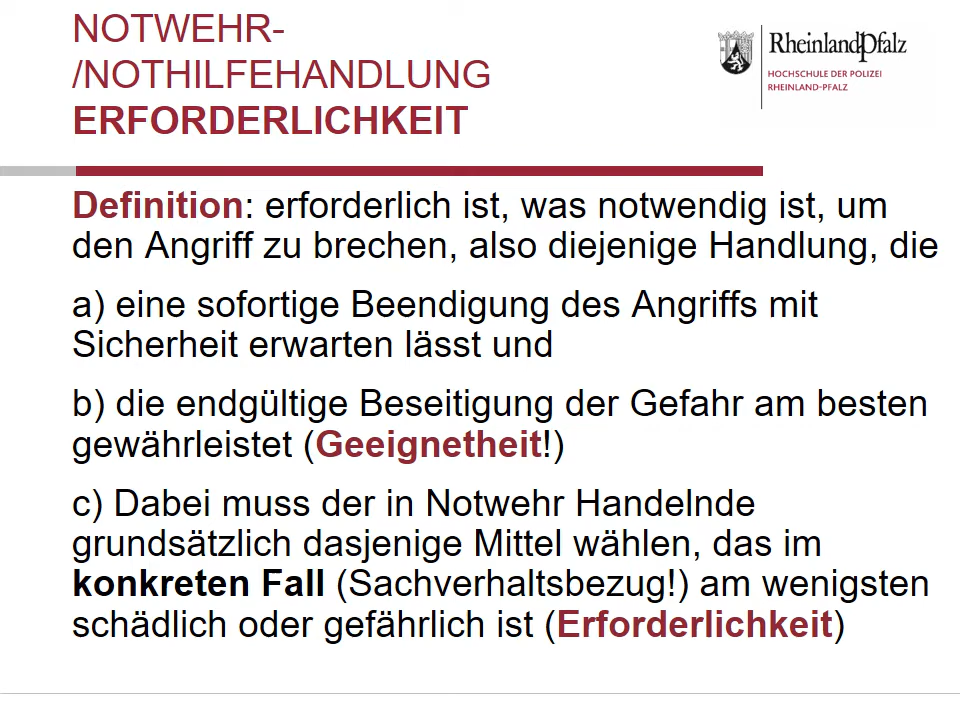 NOTWEHR-
/NOTHILFEHANDLUNG
ERFORDERLICHKEIT
RheinlandPfalz
HOCHSCHULE DER POLIZEI
RHEINLAND-PFALZ
Definition: erforderlich ist, was notwendig ist, um
den Angriff zu brechen, also diejenige Handlung, die
a) eine sofortige Beendigung des Angriffs mit
Sicherheit erwarten lässt und
b) die endgültige Beseitigung der Gefahr am besten
gewährleistet (Geeignetheit!)
c) Dabei muss der in Notwehr Handelnde
grundsätzlich dasjenige Mittel wählen, das im
konkreten Fall (Sachverhaltsbezug!) am wenigsten
schädlich oder gefährlich ist (Erforderlichkeit)